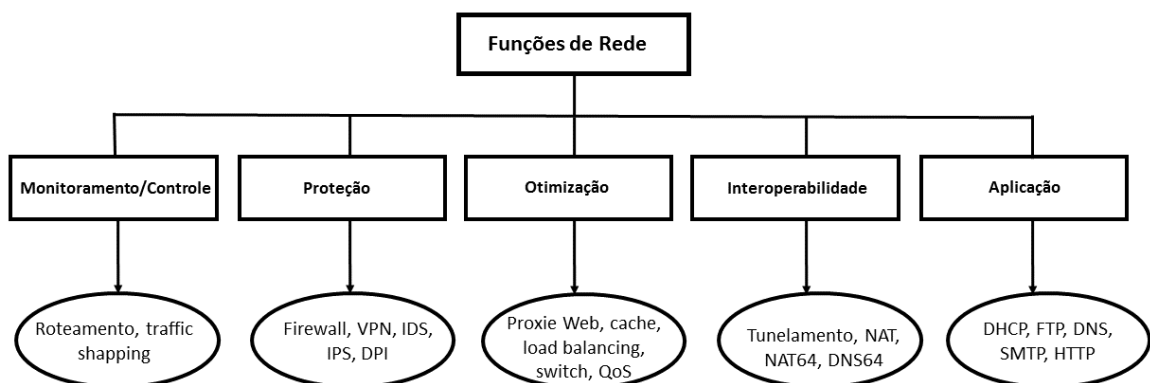 Funções de Rede
Monitoramento/Controle
Proteção
Otimização
Interoperabilidade
Aplicação
Roteamento, traffic
shapping
Firewall, VPN, IDS,
IPS, DPI
Proxie Web, cache,
load balancing,
switch, QoS
Tunelamento, NAT,
NAT64, DNS64
DHCP, FTP, DNS,
SMTP, HTTP